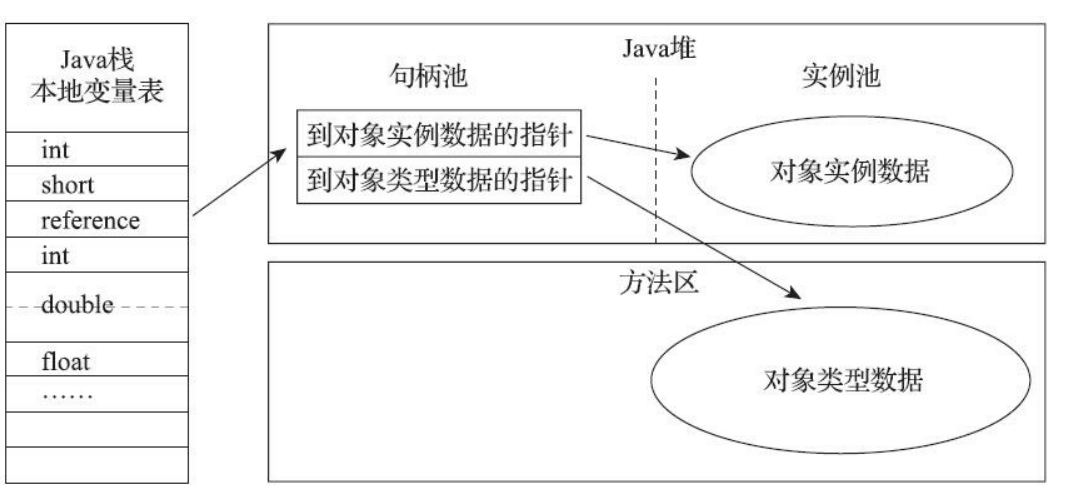 Java栈
本地变量表
int
short
reference
int
double
float
……
Java堆
句柄池
实例池
到对象实例数据的指针
到对象类型数据的指针
对象实例数据
方法区
对象类型数据